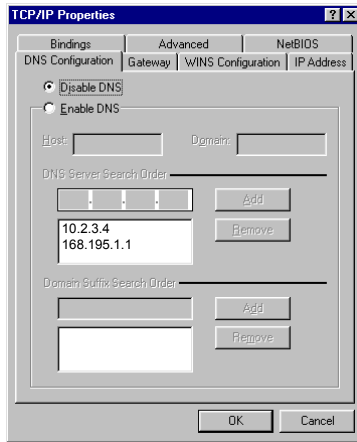 TCP/IP Properties
Bindings Advanced NetBIOS
DNS Configuration Gateway WINS Configuration IP Address
Disable DNS
Enable DNS
Host: Domain:
DNS Server Search Order
. . . Add
10.2.3.4 Remove
168.195.1.1
Domain Suffix Search Order
Add
Remove
OK Cancel